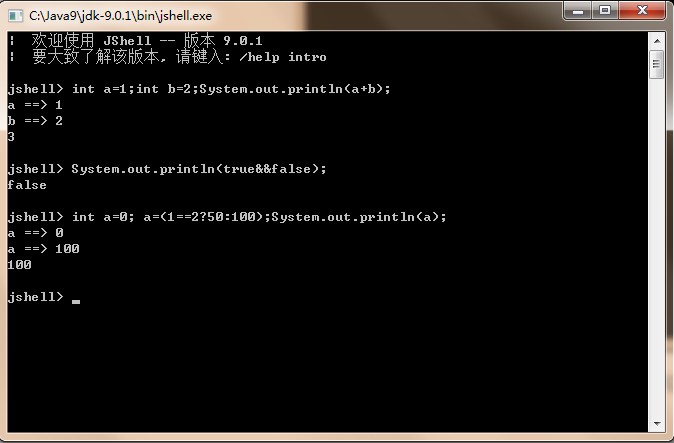 C:\Java9\jdk-9.0.1\bin\jshell.exe
¦  欢迎使用 JShell -- 版本 9.0.1
¦  要大致了解该版本, 请键入: /help intro
jshell> int a=1;int b=2;System.out.println(a+b);
a ==> 1
b ==> 2
3
jshell> System.out.println(true&&false);
false
jshell> int a=0; a=(1==2?50:100);System.out.println(a);
a ==> 0
a ==> 100
100
jshell>